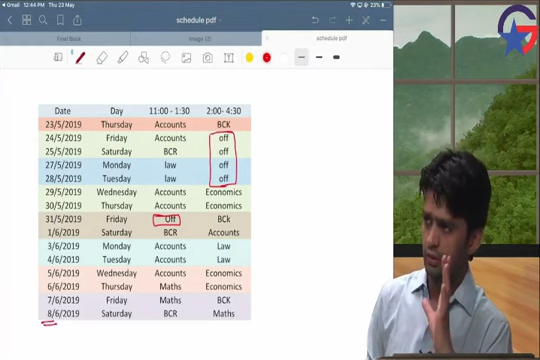 12:44 PM Thu 23 May
23%
schedule pdf
Final Book
Image (2)
schedule pdf
Date Day 11:00 - 1:30 2:00- 4:30
23/5/2019 Thursday Accounts BCK
24/5/2019 Friday Accounts off
25/5/2019 Saturday BCR off
27/5/2019 Monday law off
28/5/2019 Tuesday law off
29/5/2019 Wednesday Accounts Economics
30/5/2019 Thursday Accounts Economics
31/5/2019 Friday Off BCk
1/6/2019 Saturday BCR Accounts
3/6/2019 Monday Accounts Law
4/6/2019 Tuesday Accounts Law
5/6/2019 Wednesday Accounts Economics
6/6/2019 Thursday Maths Economics
7/6/2019 Friday Maths BCK
8/6/2019 Saturday BCR Maths